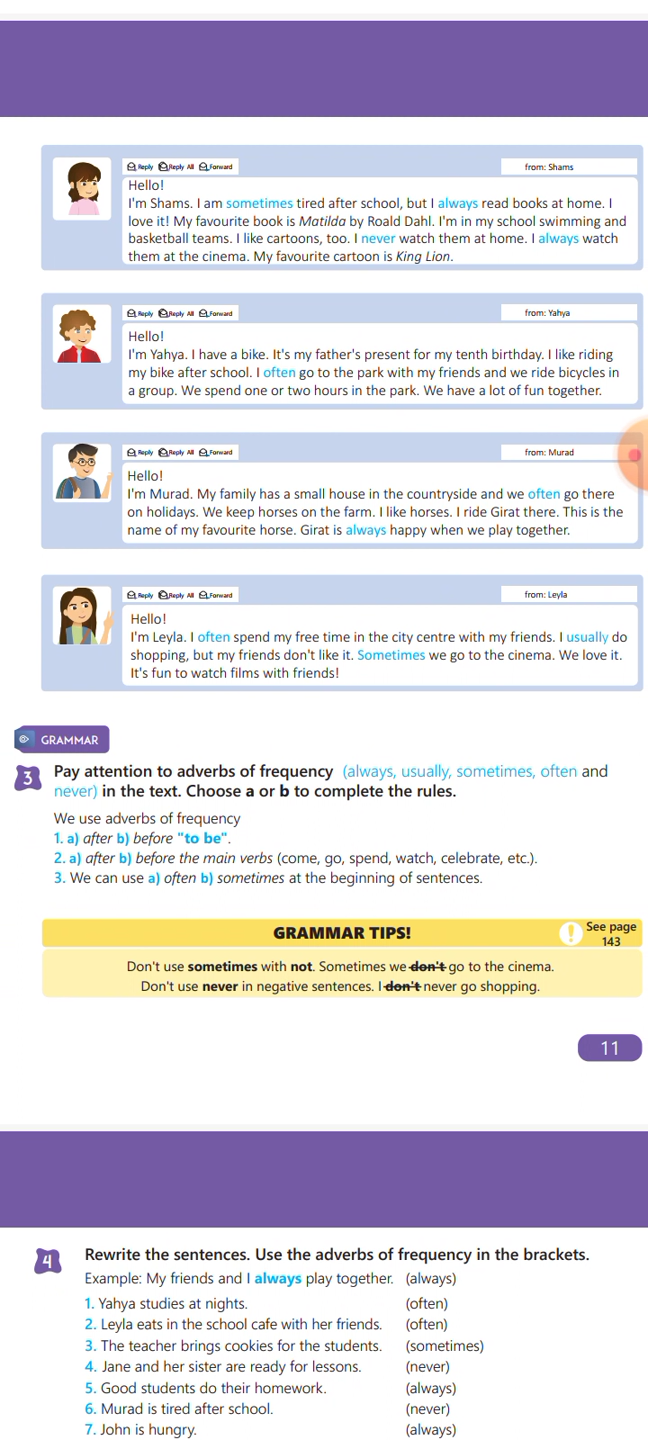 Reply Reply All Forward from: Shams
Hello!
I'm Shams. I am sometimes tired after school, but I always read books at home. I
love it! My favourite book is Matilda by Roald Dahl. I'm in my school swimming and
basketball teams. I like cartoons, too. I never watch them at home. I always watch
them at the cinema. My favourite cartoon is King Lion.
Reply Reply All Forward from: Yahya
Hello!
I'm Yahya. I have a bike. It's my father's present for my tenth birthday. I like riding
my bike after school. I often go to the park with my friends and we ride bicycles in
a group. We spend one or two hours in the park. We have a lot of fun together.
Reply Reply All Forward from: Murad
Hello!
I'm Murad. My family has a small house in the countryside and we often go there
on holidays. We keep horses on the farm. I like horses. I ride Girat there. This is the
name of my favourite horse. Girat is always happy when we play together.
Reply Reply All Forward from: Leyla
Hello!
I'm Leyla. I often spend my free time in the city centre with my friends. I usually do
shopping, but my friends don't like it. Sometimes we go to the cinema. We love it.
It's fun to watch films with friends!
GRAMMAR
3 Pay attention to adverbs of frequency (always, usually, sometimes, often and
never) in the text. Choose a or b to complete the rules.
We use adverbs of frequency
1. a) after b) before "to be".
2. a) after b) before the main verbs (come, go, spend, watch, celebrate, etc.).
3. We can use a) often b) sometimes at the beginning of sentences.
GRAMMAR TIPS! ! See page
143
Don't use sometimes with not. Sometimes we don't go to the cinema.
Don't use never in negative sentences. I don't never go shopping.
11
4 Rewrite the sentences. Use the adverbs of frequency in the brackets.
Example: My friends and I always play together. (always)
1. Yahya studies at nights. (often)
2. Leyla eats in the school cafe with her friends. (often)
3. The teacher brings cookies for the students. (sometimes)
4. Jane and her sister are ready for lessons. (never)
5. Good students do their homework. (always)
6. Murad is tired after school. (never)
7. John is hungry. (always)